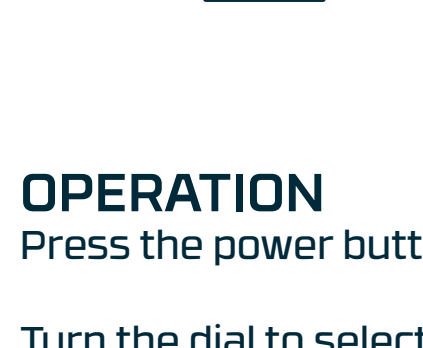 OPERATION
Press the power butt
Turn the dial to select